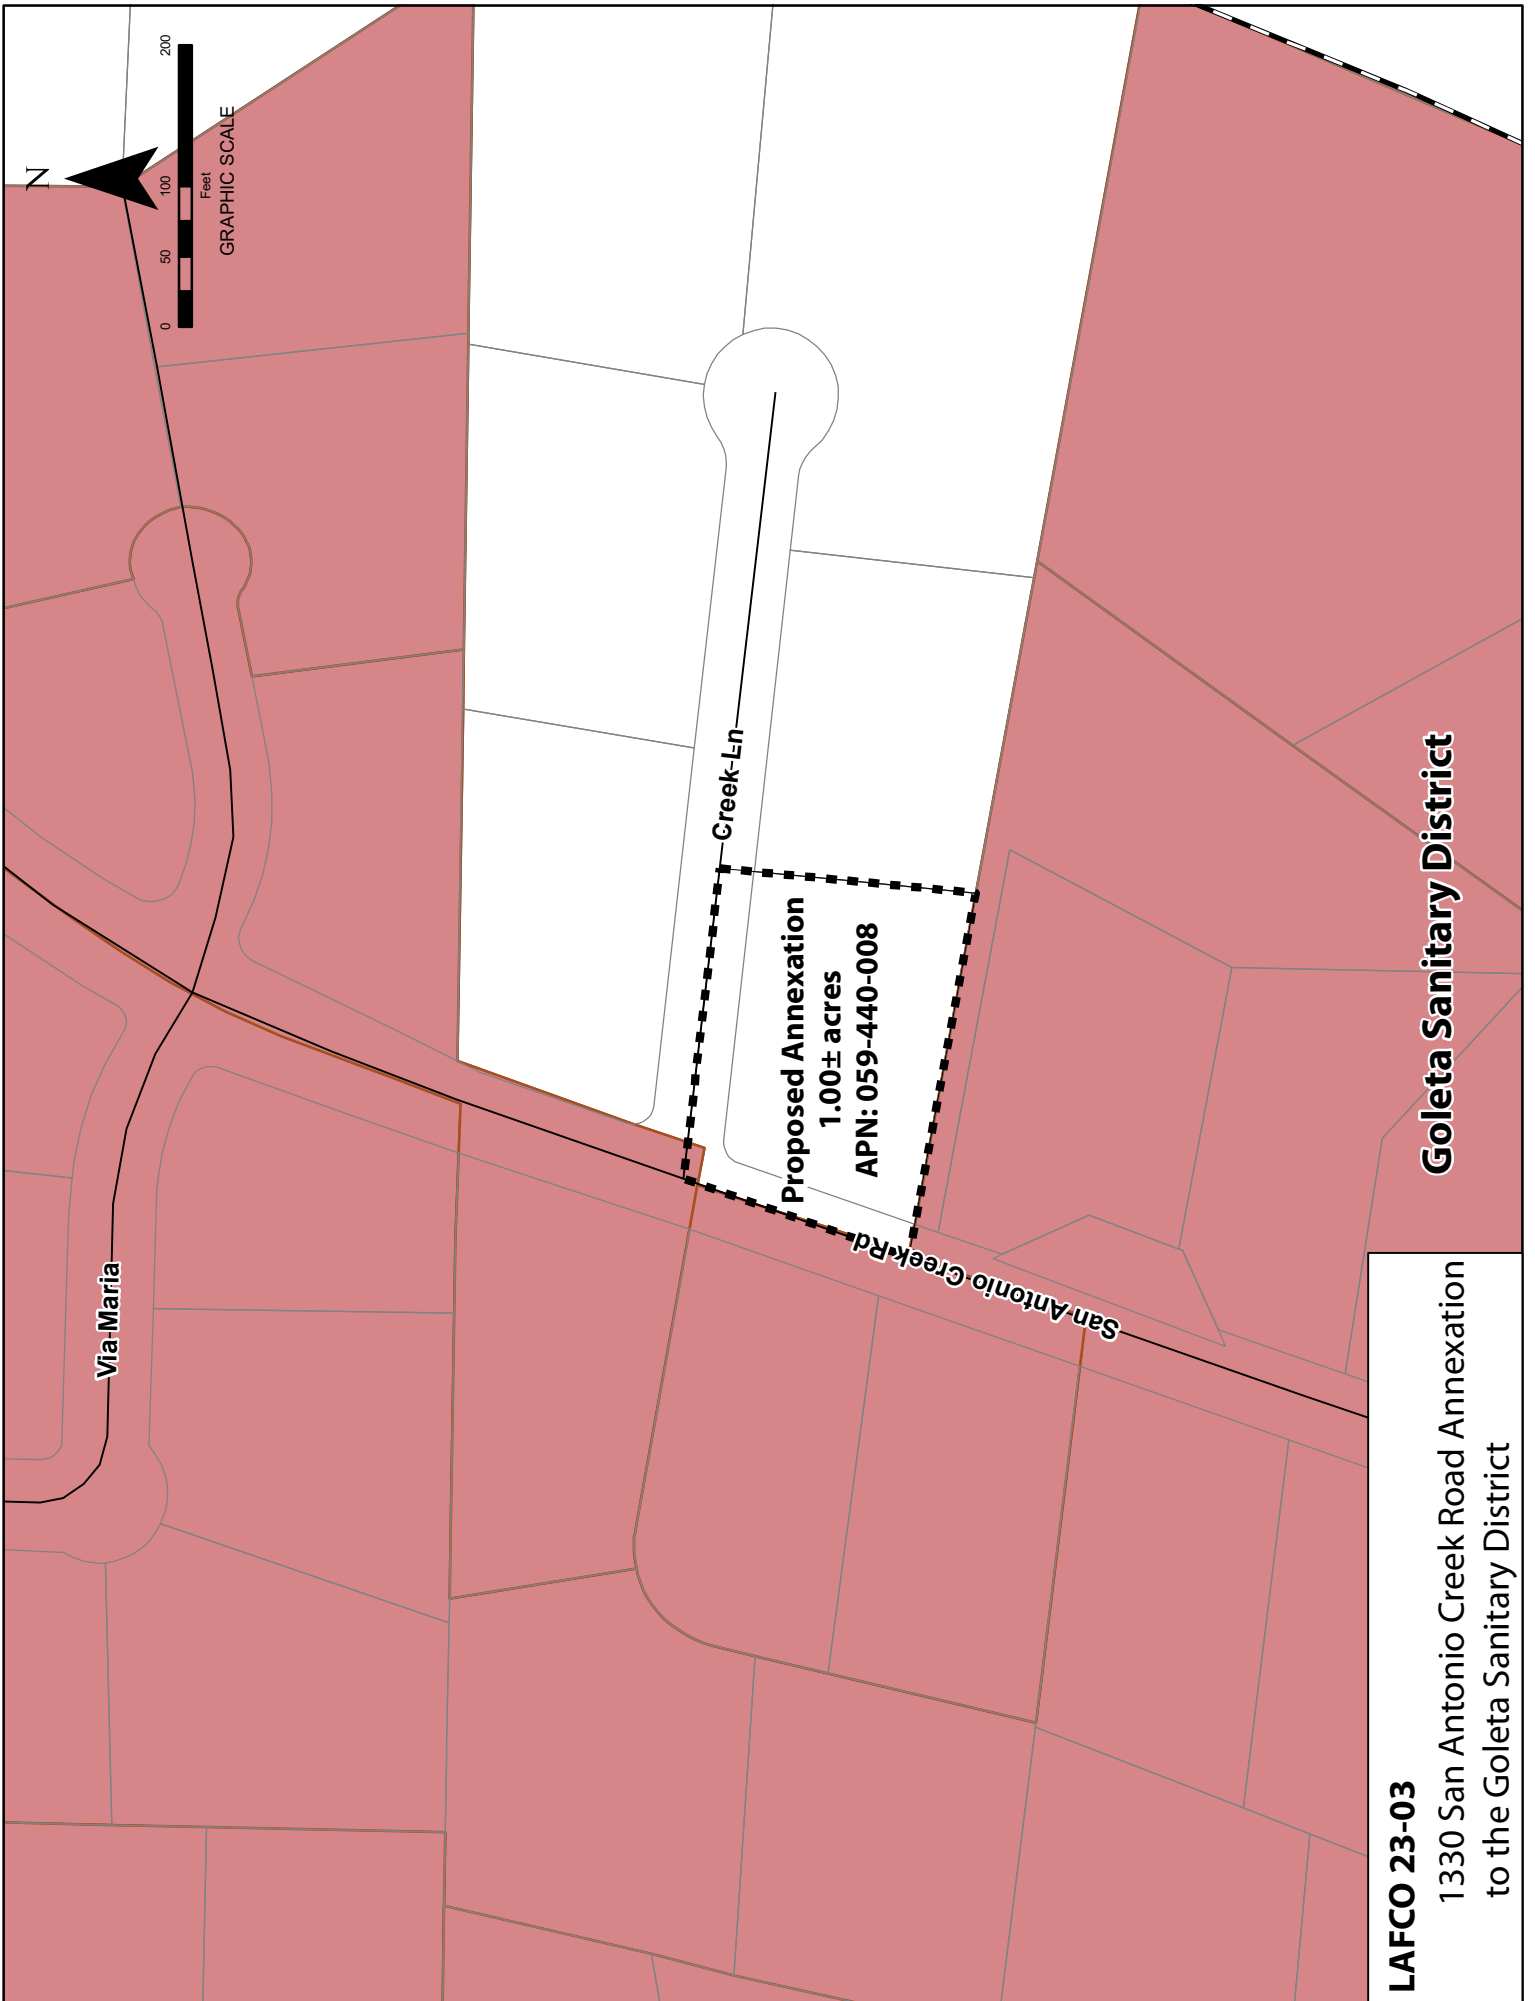 N
0 50 100 200
Feet
GRAPHIC SCALE
Via Maria
Creek Ln
Proposed Annexation
1.00± acres
APN: 059-440-008
San Antonio Creek Rd
Goleta Sanitary District
LAFCO 23-03
1330 San Antonio Creek Road Annexation
to the Goleta Sanitary District